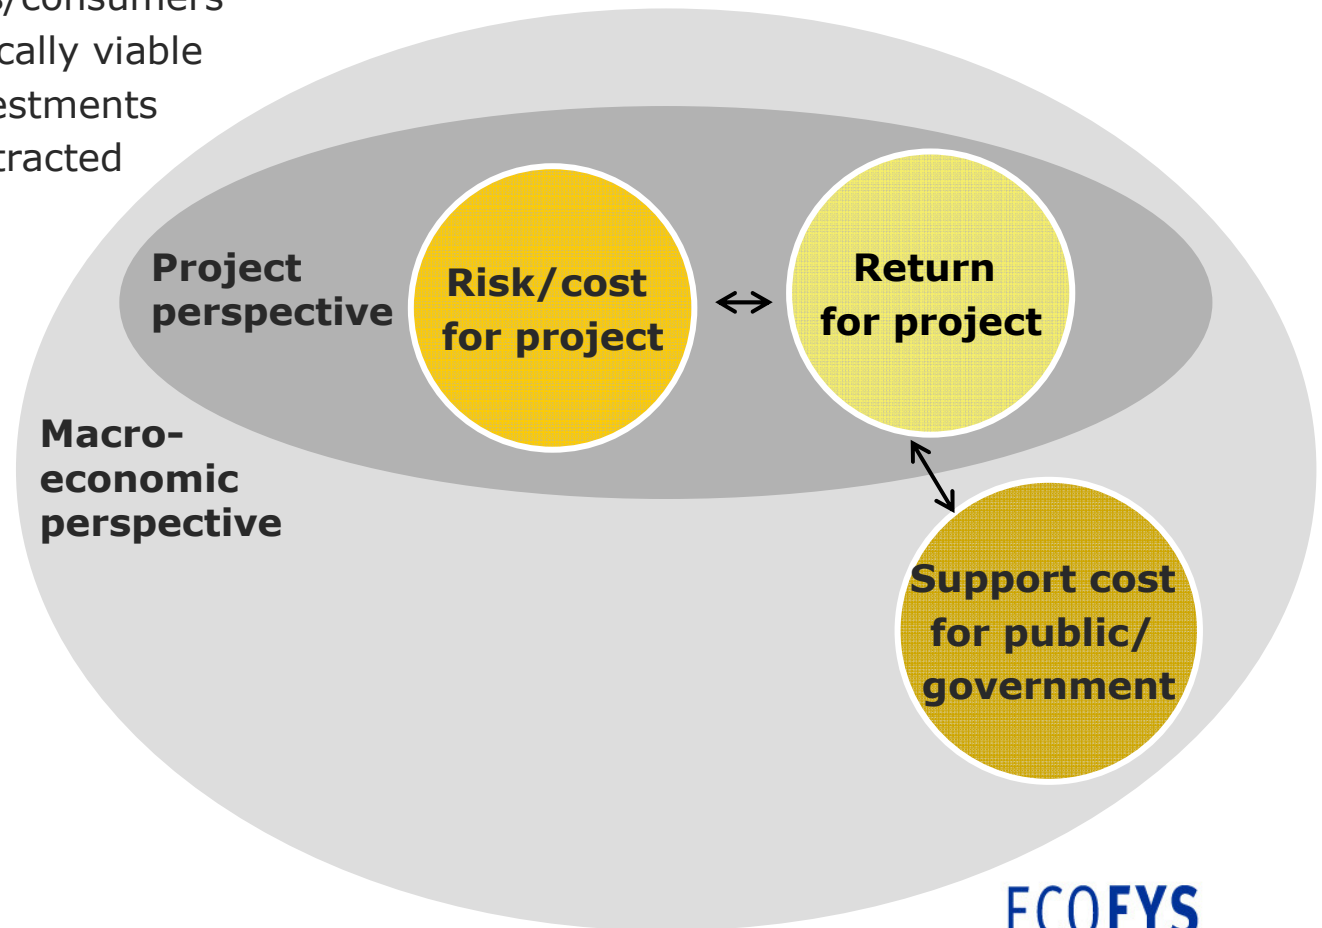 s/consumers
cally viable
estments
tracted
Project
perspective
Risk/cost
for project
Return
for project
Macro-
economic
perspective
Support cost
for public/
government
ECOFYS